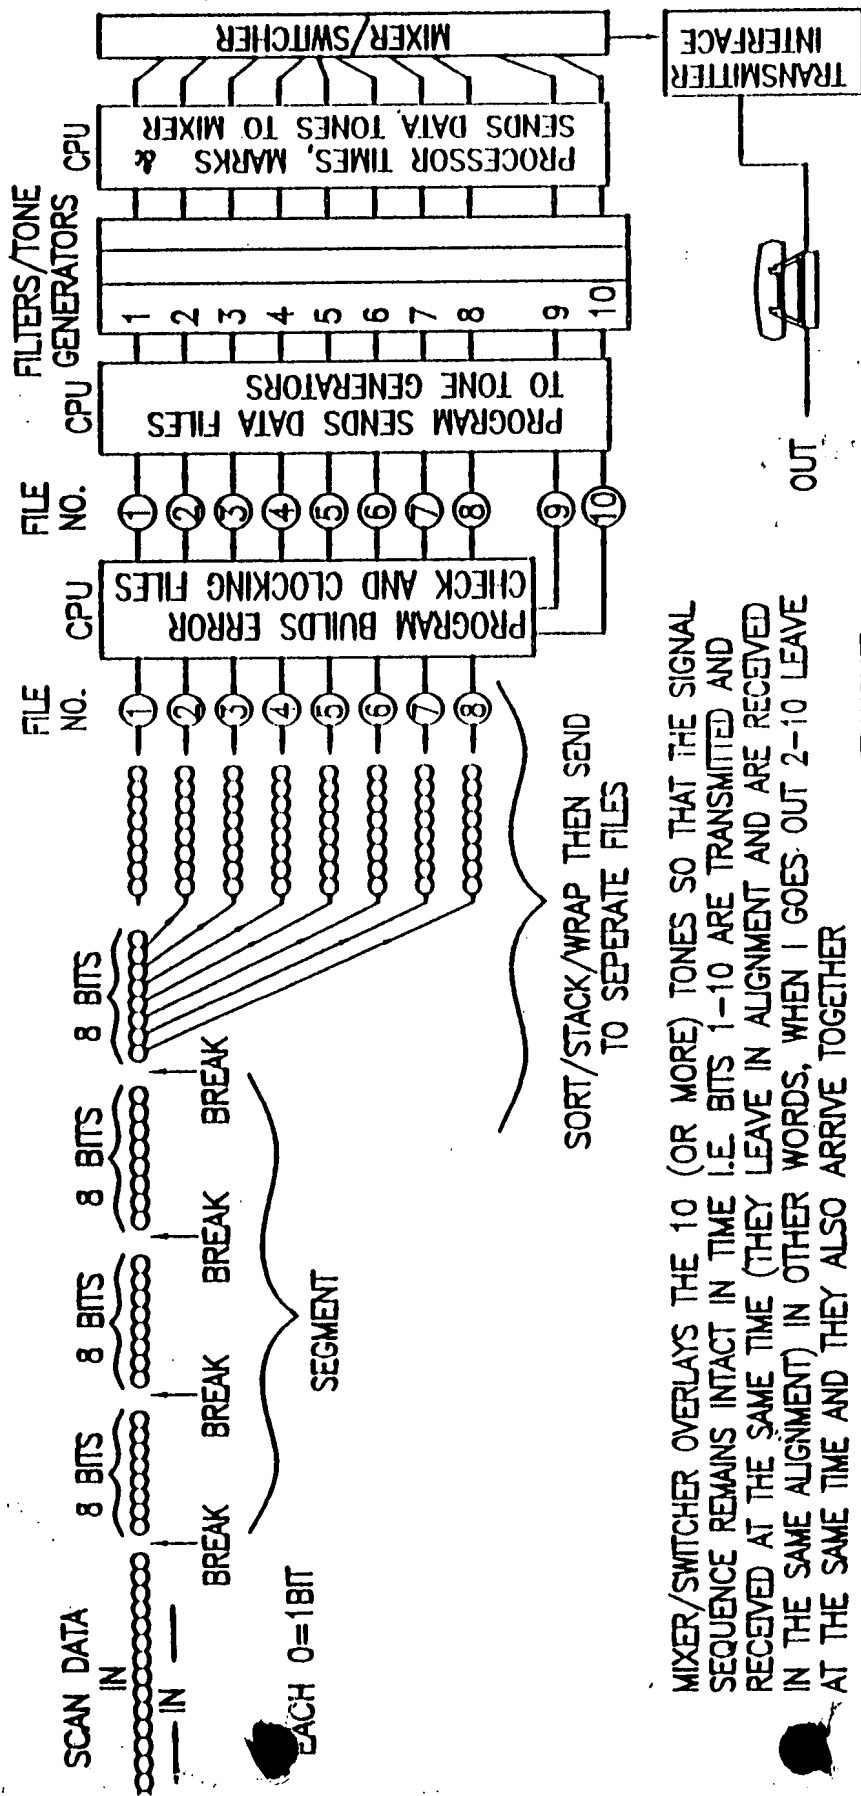 SCAN DATA
IN
IN
EACH 0=1BIT
8 BITS
8 BITS
8 BITS
8 BITS
BREAK
BREAK
BREAK
BREAK
SEGMENT
SORT/STACK/WRAP THEN SEND
TO SEPERATE FILES
FILE
NO.
1
2
3
4
5
6
7
8
CPU
PROGRAM BUILDS ERROR
CHECK AND CLOCKING FILES
FILE
NO.
1
2
3
4
5
6
7
8
9
10
CPU
PROGRAM SENDS DATA FILES
TO TONE GENERATORS
FILTERS/TONE
GENERATORS
1
2
3
4
5
6
7
8
9
10
CPU
PROCESSOR TIMES, MARKS &
SENDS DATA TONES TO MIXER
MIXER/SWITCHER
TRANSMITTER
INTERFACE
OUT
MIXER/SWITCHER OVERLAYS THE 10 (OR MORE) TONES SO THAT THE SIGNAL
SEQUENCE REMAINS INTACT IN TIME I.E. BITS 1-10 ARE TRANSMITTED AND
RECEIVED AT THE SAME TIME (THEY LEAVE IN ALIGNMENT AND ARE RECEIVED
IN THE SAME ALIGNMENT) IN OTHER WORDS, WHEN I GOES OUT 2-10 LEAVE
AT THE SAME TIME AND THEY ALSO ARRIVE TOGETHER